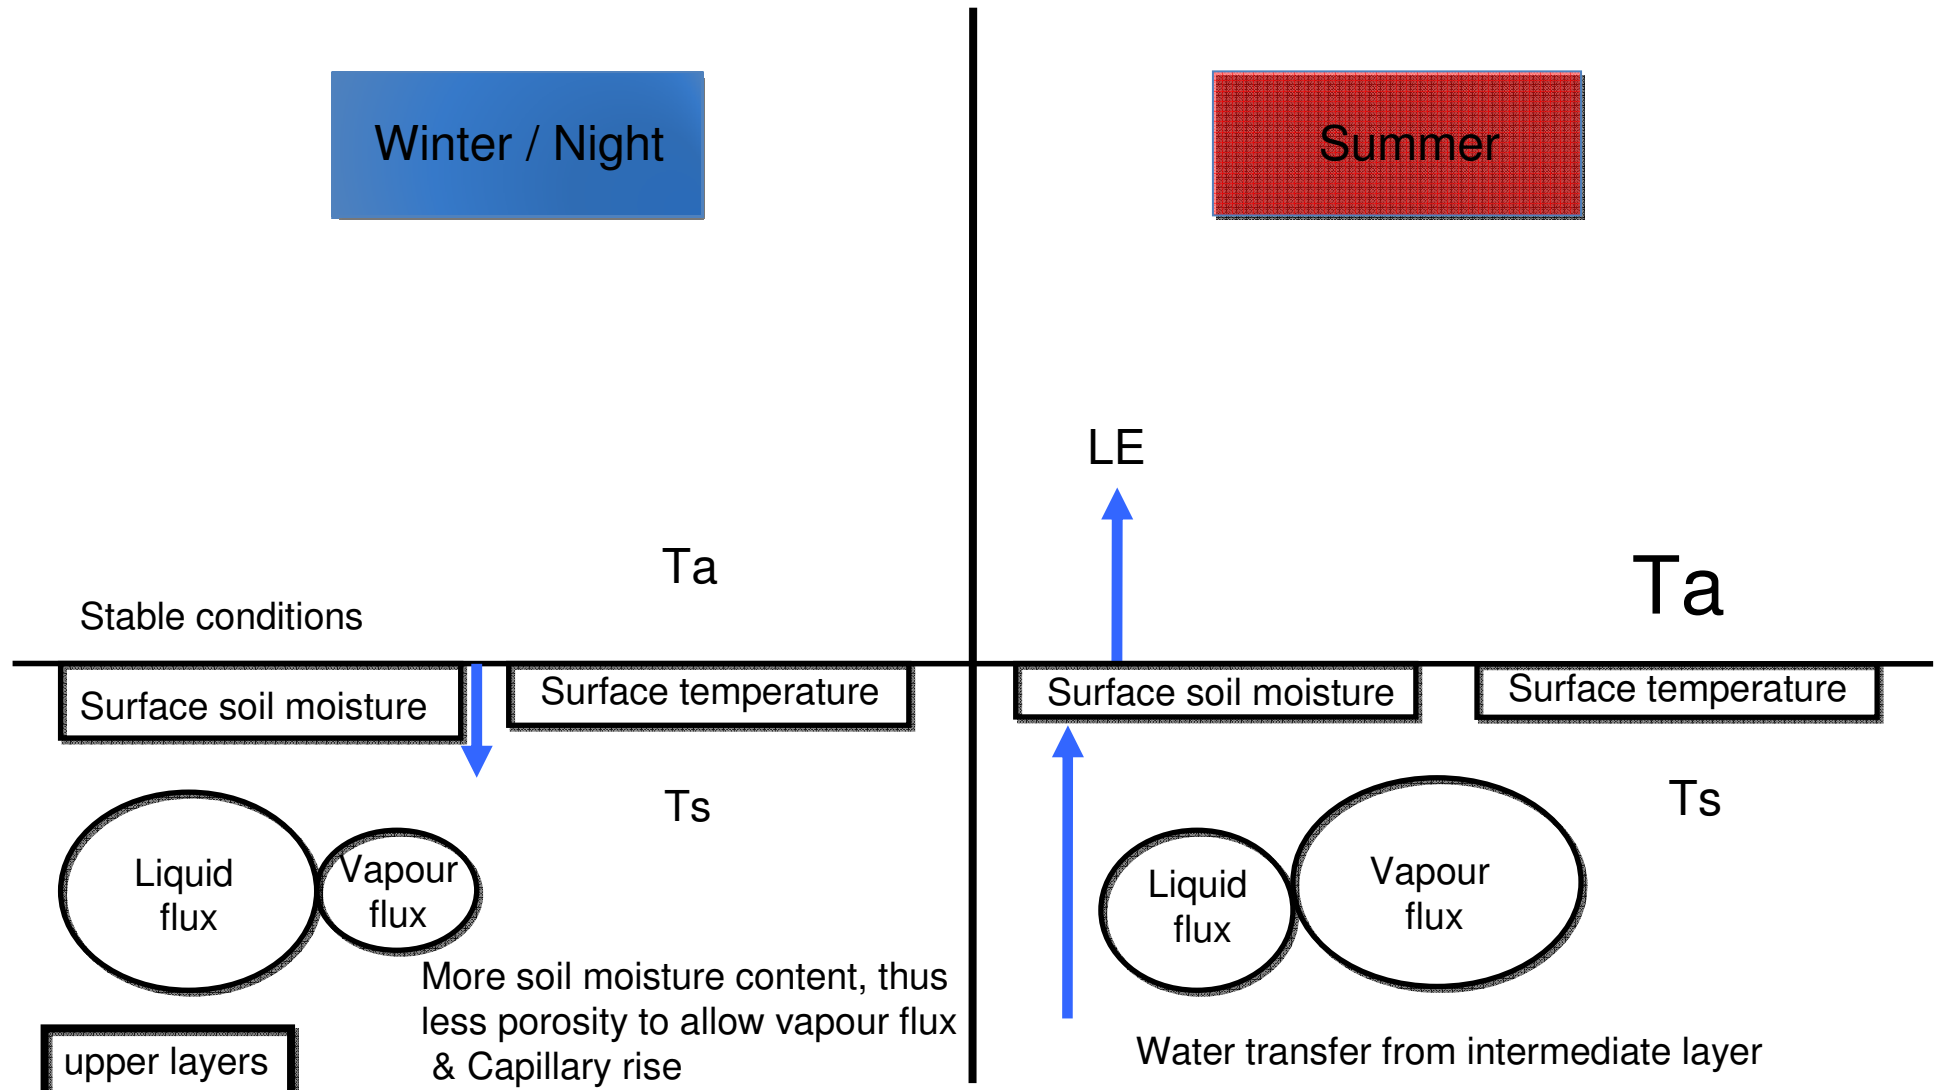 Winter / Night
Ta
Stable conditions
Surface soil moisture
Surface temperature
Ts
Liquid
flux
Vapour
flux
More soil moisture content, thus
less porosity to allow vapour flux
& Capillary rise
upper layers
Summer
LE
Ta
Surface soil moisture
Surface temperature
Ts
Liquid
flux
Vapour
flux
Water transfer from intermediate layer